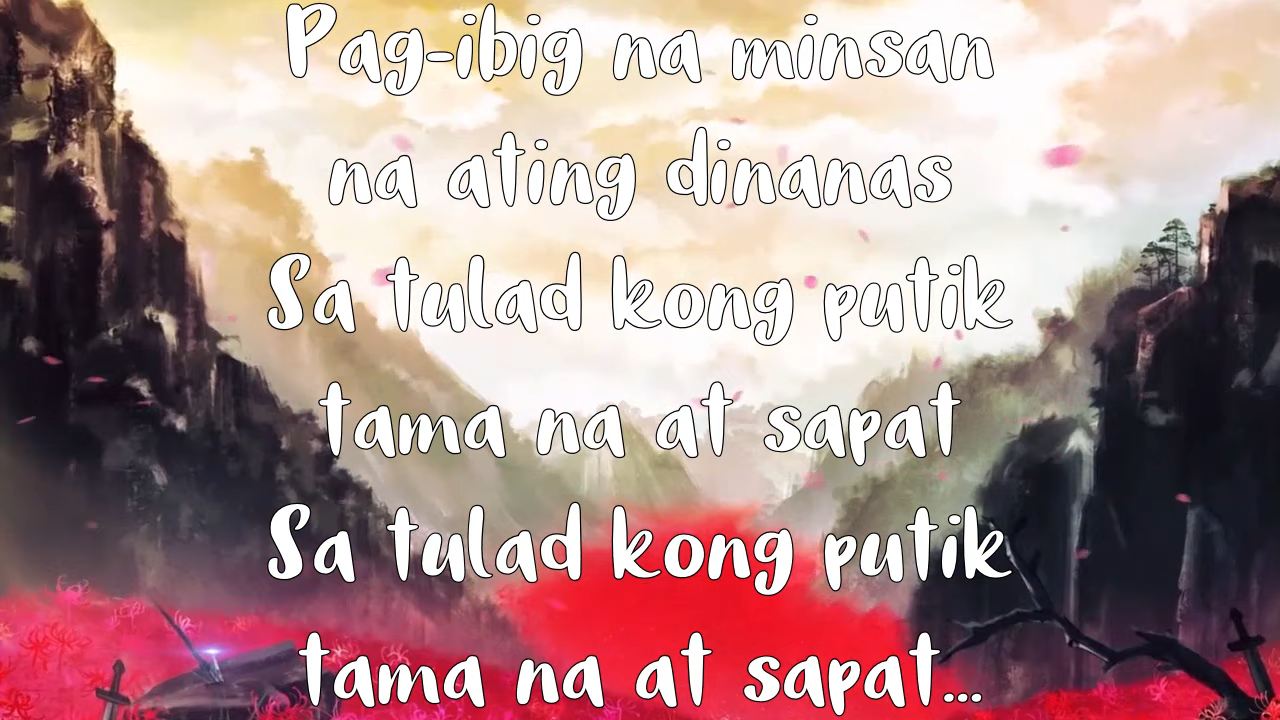 Pag-ibig na minsan
na ating dinanas
Sa tulad kong putik
tama na at sapat
Sa tulad kong putik
tama na at sapat...